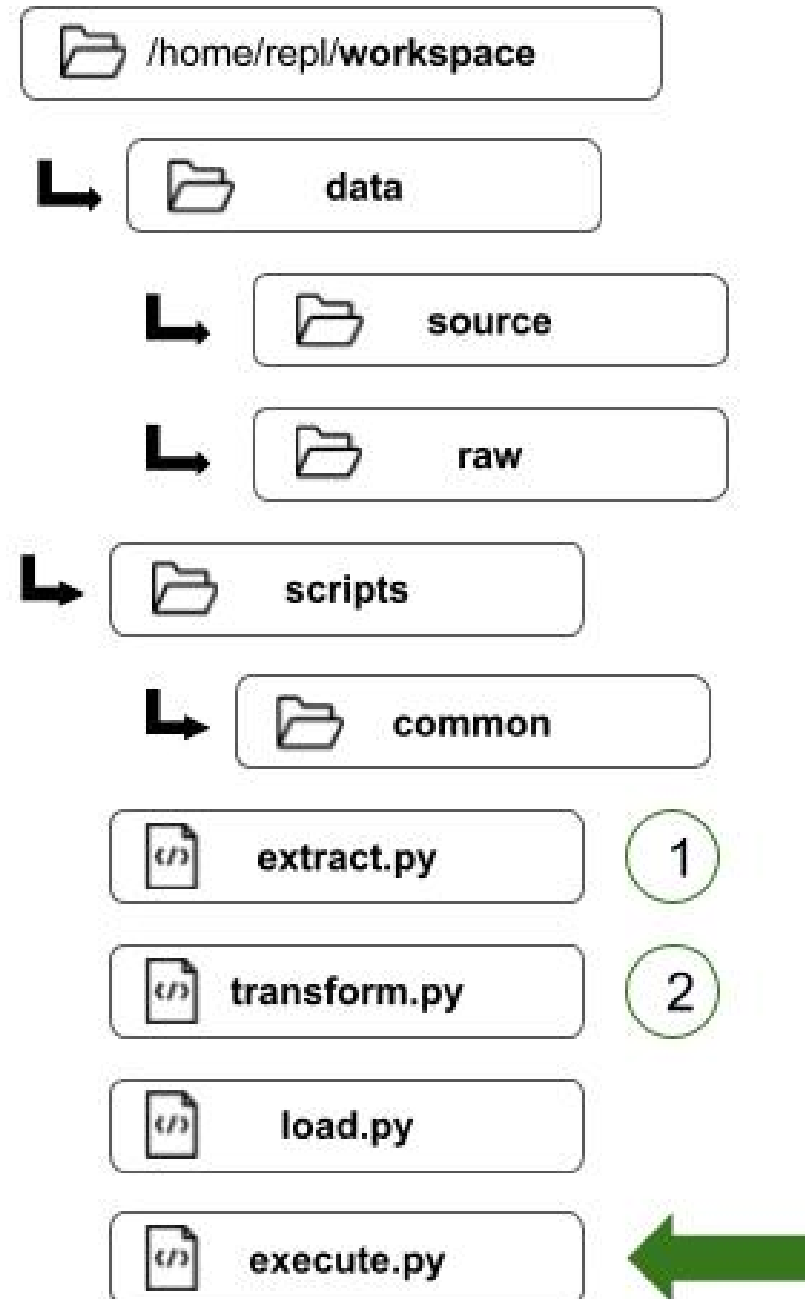 /home/repl/workspace
data
source
raw
scripts
common
</> extract.py 1
</> transform.py 2
</> load.py
</> execute.py